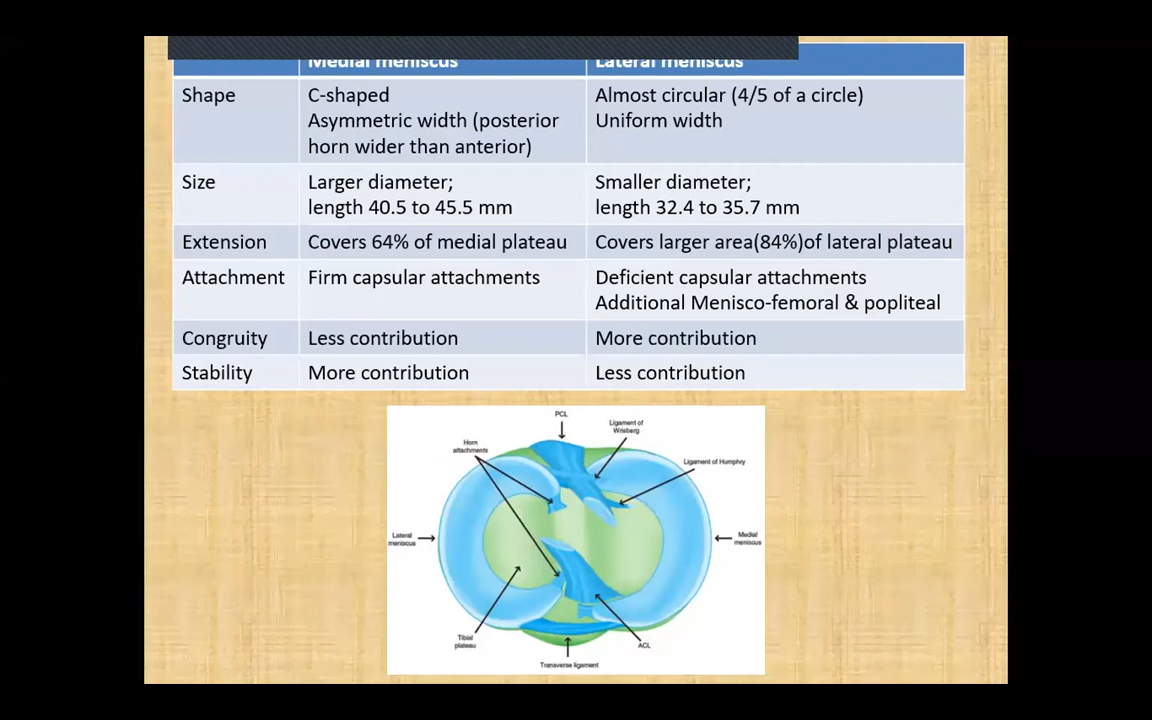 Medial meniscus
Lateral meniscus
Shape
C-shaped
Asymmetric width (posterior
horn wider than anterior)
Almost circular (4/5 of a circle)
Uniform width
Size
Larger diameter;
length 40.5 to 45.5 mm
Smaller diameter;
length 32.4 to 35.7 mm
Extension
Covers 64% of medial plateau
Covers larger area(84%)of lateral plateau
Attachment
Firm capsular attachments
Deficient capsular attachments
Additional Menisco-femoral & popliteal
Congruity
Less contribution
More contribution
Stability
More contribution
Less contribution
PCL
Ligament of
Wrisberg
Horn
attachments
Ligament of Humphry
Lateral
meniscus
Medial
meniscus
Tibial
plateau
ACL
Transverse ligament